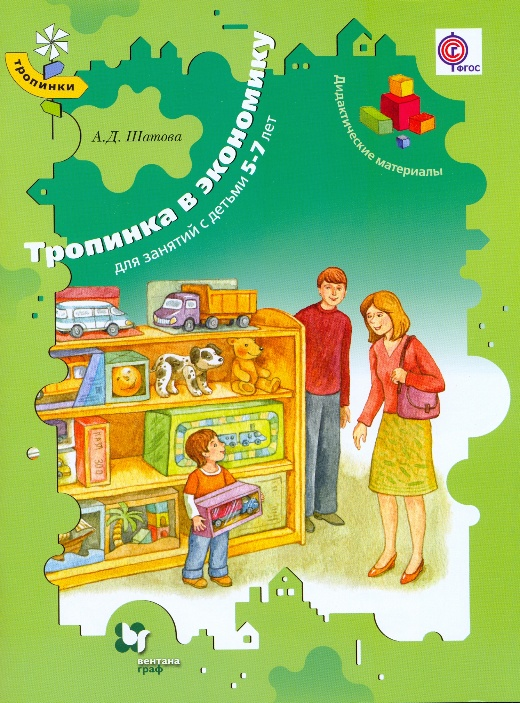 тропинки
ФГОС
А.Д. Шатова
Дидактические материалы
Тропинка в экономику
для занятий с детьми 5-7 лет
вентана
граф